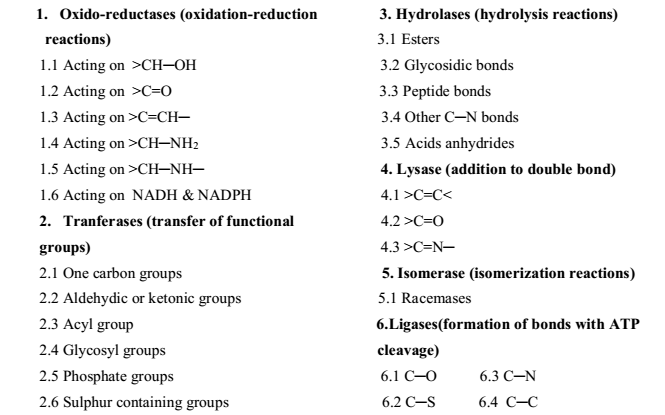 1. Oxido-reductases (oxidation-reduction
reactions)
1.1 Acting on >CH–OH
1.2 Acting on >C=O
1.3 Acting on >C=CH–
1.4 Acting on >CH–NH₂
1.5 Acting on >CH–NH–
1.6 Acting on NADH & NADPH
2. Tranferases (transfer of functional
groups)
2.1 One carbon groups
2.2 Aldehydic or ketonic groups
2.3 Acyl group
2.4 Glycosyl groups
2.5 Phosphate groups
2.6 Sulphur containing groups
3. Hydrolases (hydrolysis reactions)
3.1 Esters
3.2 Glycosidic bonds
3.3 Peptide bonds
3.4 Other C–N bonds
3.5 Acids anhydrides
4. Lysase (addition to double bond)
4.1 >C=C<
4.2 >C=O
4.3 >C=N–
5. Isomerase (isomerization reactions)
5.1 Racemases
6.Ligases(formation of bonds with ATP
cleavage)
6.1 C–O 6.3 C–N
6.2 C–S 6.4 C–C